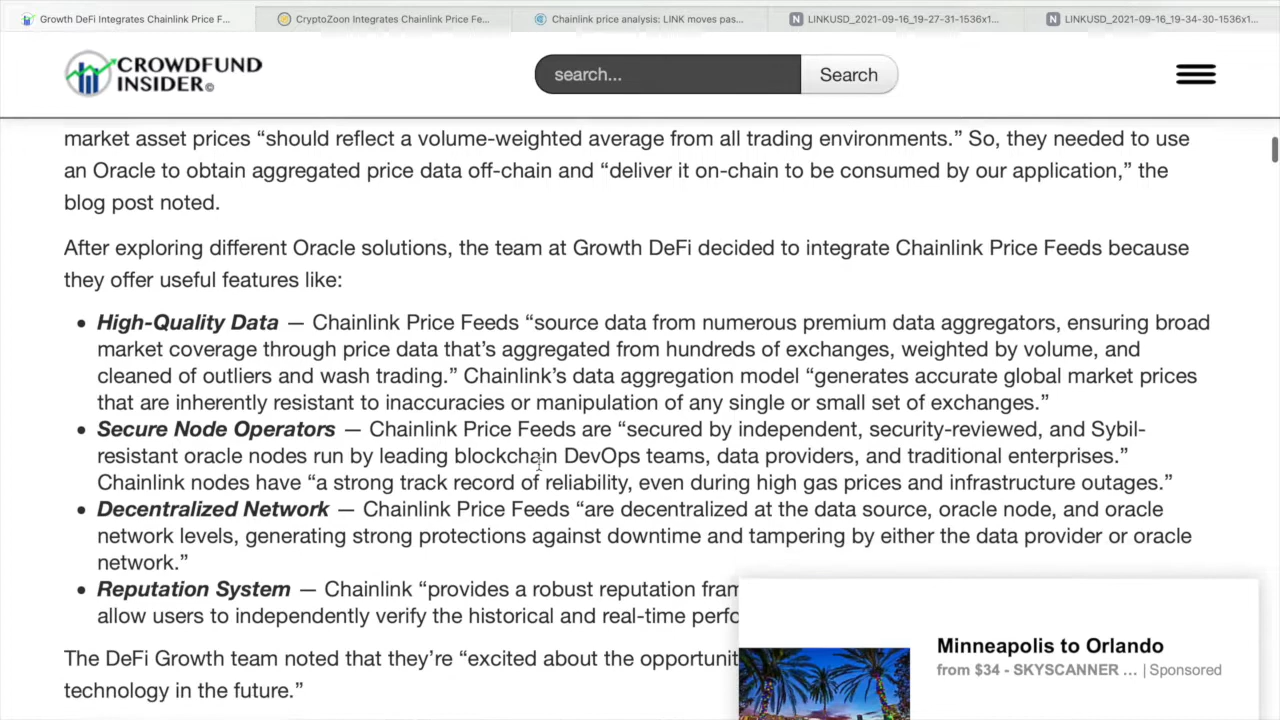 Growth DeFi Integrates Chainlink Price F...
CryptoZoon Integrates Chainlink Price Fe...
Chainlink price analysis: LINK moves pas...
LINKUSD_2021-09-16_19-27-31-1536x1...
LINKUSD_2021-09-16_19-34-30-1536x1...
CROWDFUND
INSIDER
search...
Search
market asset prices “should reflect a volume-weighted average from all trading environments.” So, they needed to use
an Oracle to obtain aggregated price data off-chain and “deliver it on-chain to be consumed by our application,” the
blog post noted.
After exploring different Oracle solutions, the team at Growth DeFi decided to integrate Chainlink Price Feeds because
they offer useful features like:
High-Quality Data — Chainlink Price Feeds “source data from numerous premium data aggregators, ensuring broad
market coverage through price data that’s aggregated from hundreds of exchanges, weighted by volume, and
cleaned of outliers and wash trading.” Chainlink’s data aggregation model “generates accurate global market prices
that are inherently resistant to inaccuracies or manipulation of any single or small set of exchanges.”
Secure Node Operators — Chainlink Price Feeds are “secured by independent, security-reviewed, and Sybil-
resistant oracle nodes run by leading blockchain DevOps teams, data providers, and traditional enterprises.”
Chainlink nodes have “a strong track record of reliability, even during high gas prices and infrastructure outages.”
Decentralized Network — Chainlink Price Feeds “are decentralized at the data source, oracle node, and oracle
network levels, generating strong protections against downtime and tampering by either the data provider or oracle
network.”
Reputation System — Chainlink “provides a robust reputation fram
allow users to independently verify the historical and real-time perfo
The DeFi Growth team noted that they’re “excited about the opportunit
technology in the future.”
Minneapolis to Orlando
from $34 - SKYSCANNER ... | Sponsored